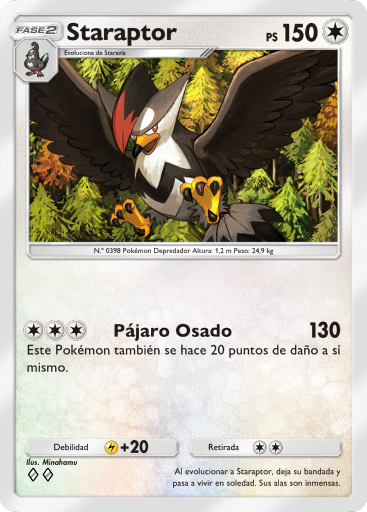 FASE 2 Staraptor PS 150
Evoluciona de Staravia
N.º 0398 Pokémon Depredador Altura: 1,2 m Peso: 24,9 kg
Pájaro Osado 130
Este Pokémon también se hace 20 puntos de daño a sí
mismo.
Debilidad +20 Retirada
Ilus. Minahamu
Al evolucionar a Staraptor, deja su bandada y
pasa a vivir en soledad. Sus alas son inmensas.